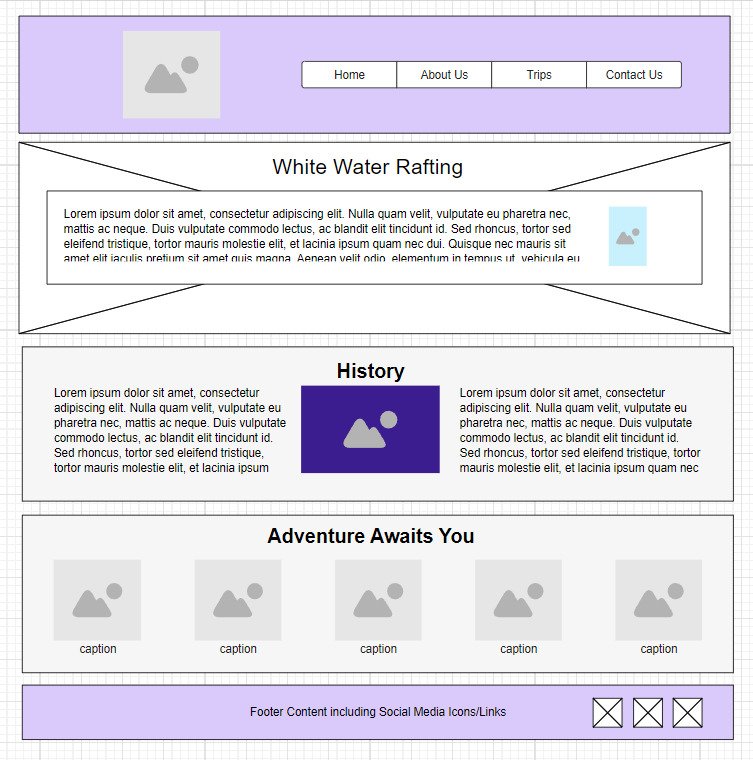 Home About Us Trips Contact Us
White Water Rafting
Lorem ipsum dolor sit amet, consectetur adipiscing elit. Nulla quam velit, vulputate eu pharetra nec,
mattis ac neque. Duis vulputate commodo lectus, ac blandit elit tincidunt id. Sed rhoncus, tortor sed
eleifend tristique, tortor mauris molestie elit, et lacinia ipsum quam nec dui. Quisque nec mauris sit
amet elit iaculis pretium sit amet quis magna. Aenean velit odio, elementum in tempus ut, vehicula eu
History
Lorem ipsum dolor sit amet, consectetur
adipiscing elit. Nulla quam velit, vulputate eu
pharetra nec, mattis ac neque. Duis vulputate
commodo lectus, ac blandit elit tincidunt id.
Sed rhoncus, tortor sed eleifend tristique,
tortor mauris molestie elit, et lacinia ipsum
Lorem ipsum dolor sit amet, consectetur
adipiscing elit. Nulla quam velit, vulputate eu
pharetra nec, mattis ac neque. Duis vulputate
commodo lectus, ac blandit elit tincidunt id.
Sed rhoncus, tortor sed eleifend tristique, tortor
mauris molestie elit, et lacinia ipsum quam nec
Adventure Awaits You
caption caption caption caption caption
Footer Content including Social Media Icons/Links